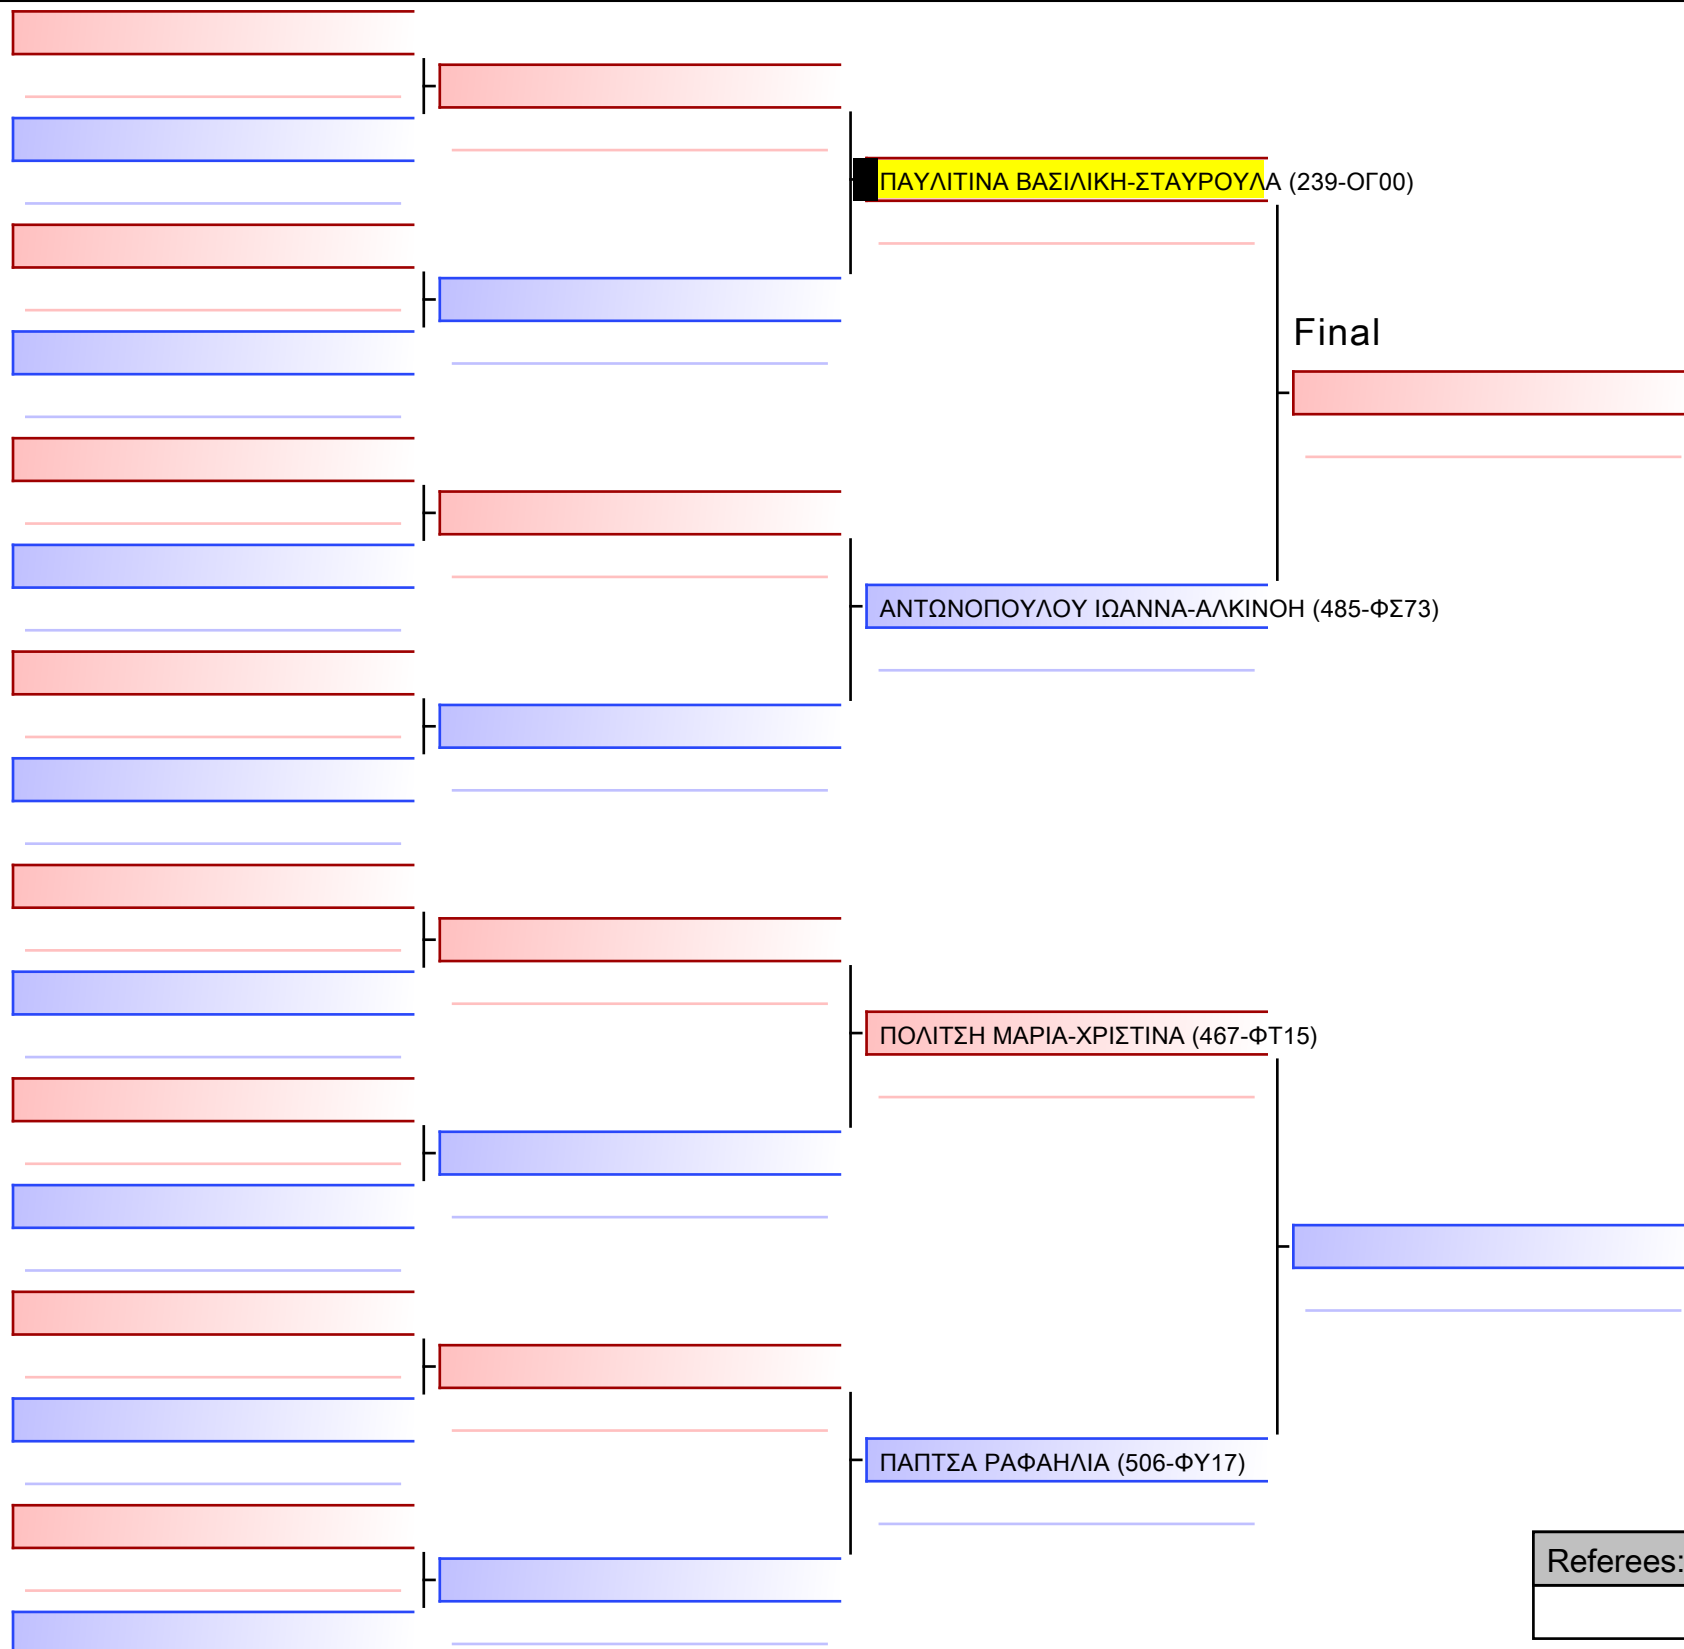 ΠΑΥΛΙΤΙΝΑ ΒΑΣΙΛΙΚΗ-ΣΤΑΥΡΟΥΛΑ (239-ΟΓ00)
Final
ΑΝΤΩΝΟΠΟΥΛΟΥ ΙΩΑΝΝΑ-ΑΛΚΙΝΟΗ (485-ΦΣ73)
ΠΟΛΙΤΣΗ ΜΑΡΙΑ-ΧΡΙΣΤΙΝΑ (467-ΦΤ15)
ΠΑΠΤΣΑ ΡΑΦΑΗΛΙΑ (506-ΦΥ17)
Referees: